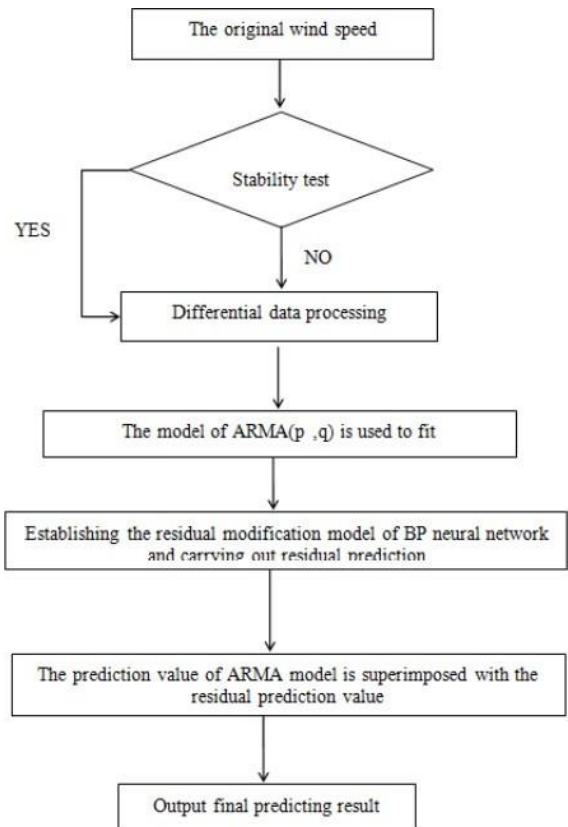 The original wind speed
Stability test
YES
NO
Differential data processing
The model of ARMA(p ,q) is used to fit
Establishing the residual modification model of BP neural network
and carrying out residual prediction
The prediction value of ARMA model is superimposed with the
residual prediction value
Output final predicting result